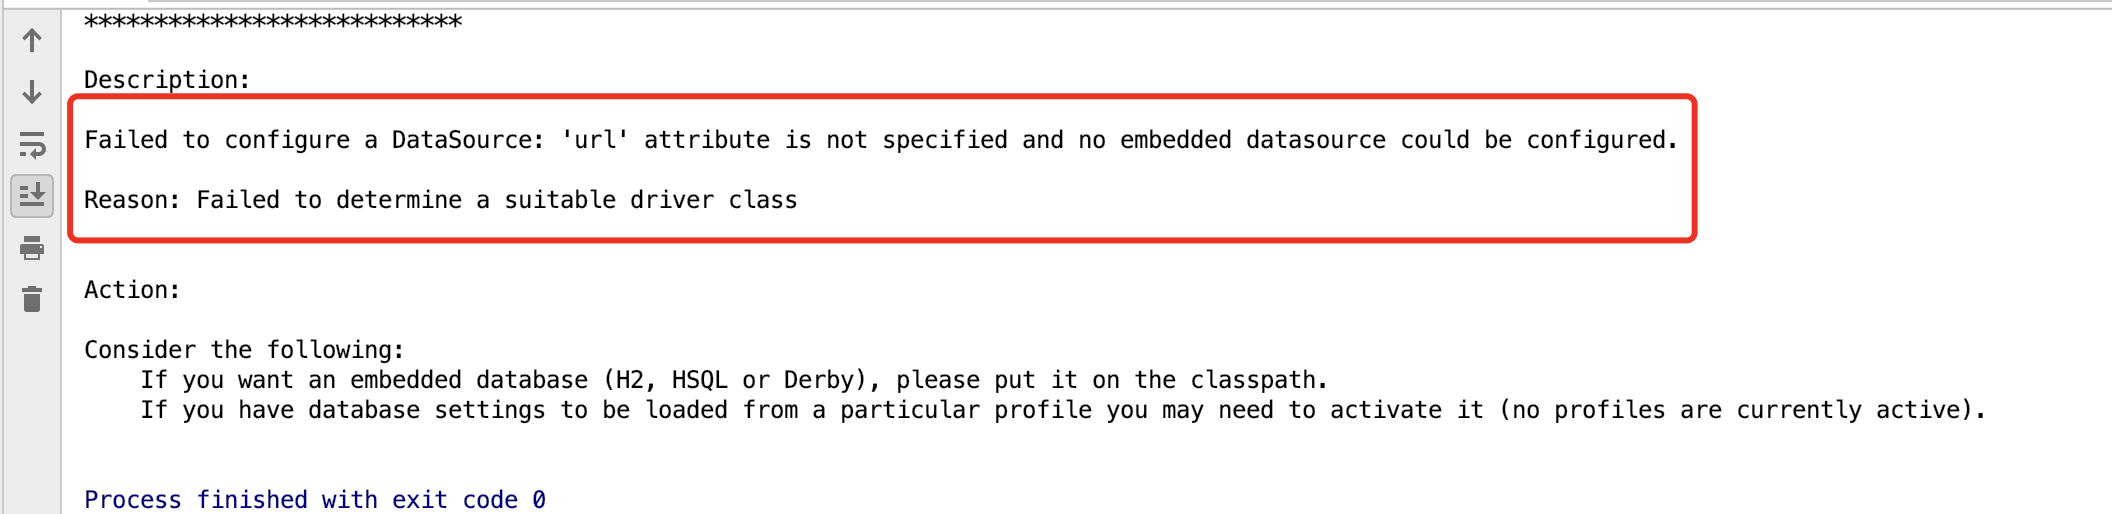 ***************************
Description:
Failed to configure a DataSource: 'url' attribute is not specified and no embedded datasource could be configured.
Reason: Failed to determine a suitable driver class
Action:
Consider the following:
If you want an embedded database (H2, HSQL or Derby), please put it on the classpath.
If you have database settings to be loaded from a particular profile you may need to activate it (no profiles are currently active).
Process finished with exit code 0